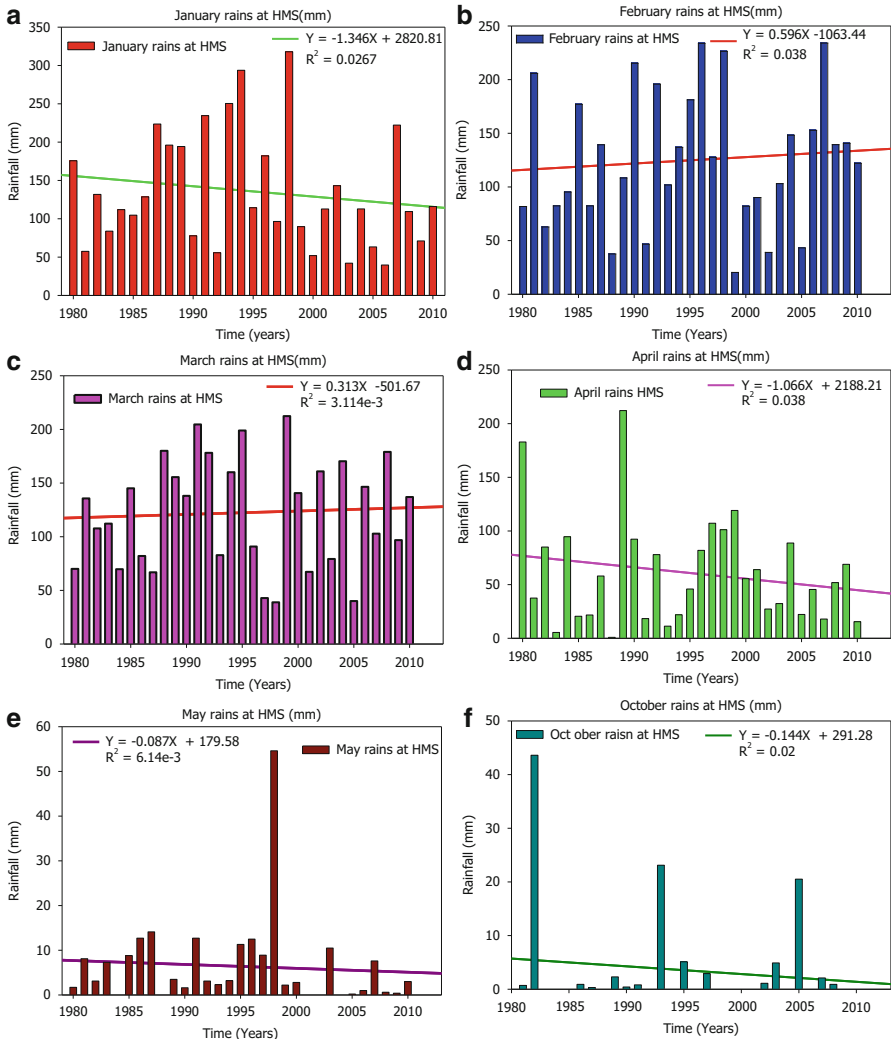 a
January rains at HMS(mm)
January rains at HMS
Y = -1.346X + 2820.81
R² = 0.0267
Rainfall (mm)
350
300
250
200
150
100
50
0
1980 1985 1990 1995 2000 2005 2010
Time (Years)
b
February rains at HMS(mm)
February rains at HMS
Y = 0.596X -1063.44
R² = 0.038
Rainfall (mm)
250
200
150
100
50
0
1980 1985 1990 1995 2000 2005 2010
Time (Years)
c
March rains at HMS(mm)
March rains at HMS
Y = 0.313X -501.67
R² = 3.114e-3
Rainfall (mm)
250
200
150
100
50
0
1980 1985 1990 1995 2000 2005 2010
Time (Years)
d
April rains at HMS(mm)
April rains HMS
Y = -1.066X + 2188.21
R² = 0.038
Rainfall (mm)
250
200
150
100
50
0
1980 1985 1990 1995 2000 2005 2010
Time (Years)
e
May rains at HMS (mm)
Y = -0.087X + 179.58
R² = 6.14e-3
May rains at HMS
Rainfall (mm)
60
50
40
30
20
10
0
1980 1985 1990 1995 2000 2005 2010
Time (Years)
f
October rains at HMS (mm)
Oct ober raisn at HMS
Y = -0.144X + 291.28
R² = 0.02
Rainfall (mm)
50
40
30
20
10
0
1980 1985 1990 1995 2000 2005 2010
Time (Years)